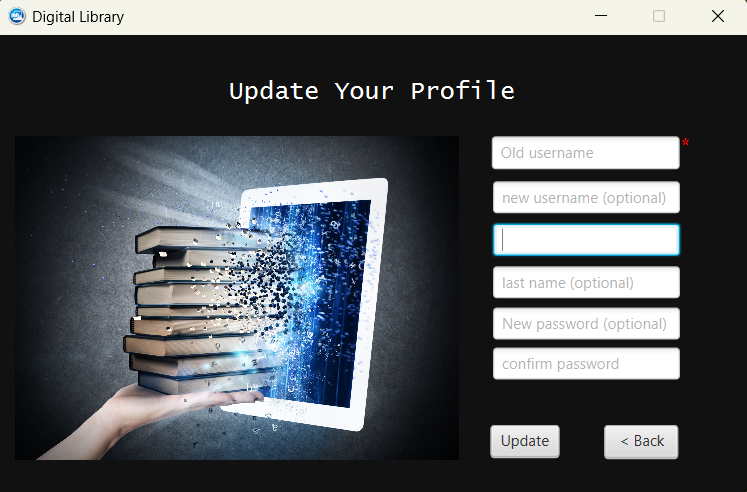 Digital Library
Update Your Profile
Old username
*
new username (optional)
last name (optional)
New password (optional)
confirm password
Update
< Back